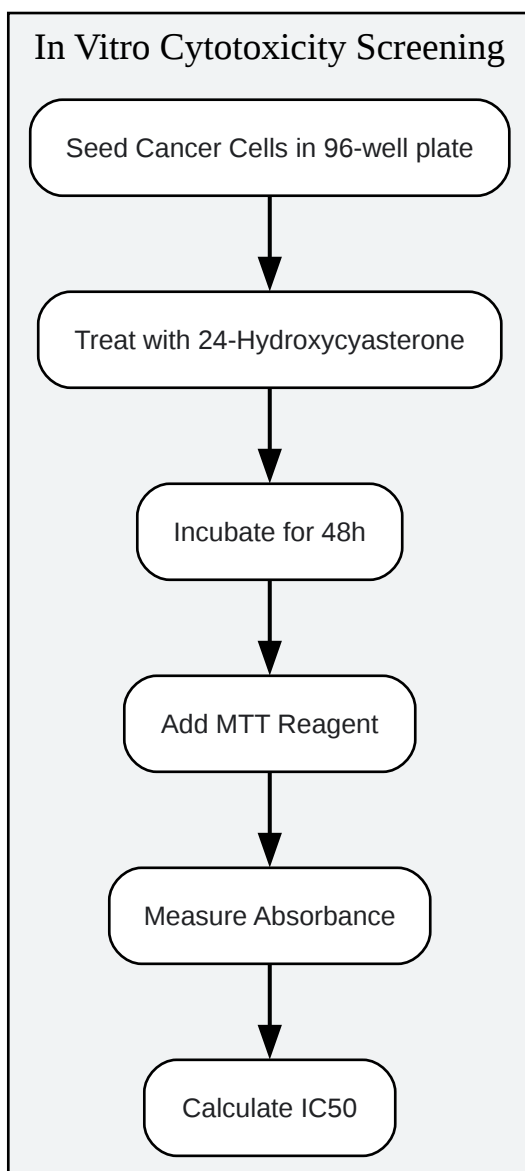 In Vitro Cytotoxicity Screening
Seed Cancer Cells in 96-well plate
Treat with 24-Hydroxycyasterone
Incubate for 48h
Add MTT Reagent
Measure Absorbance
Calculate IC50